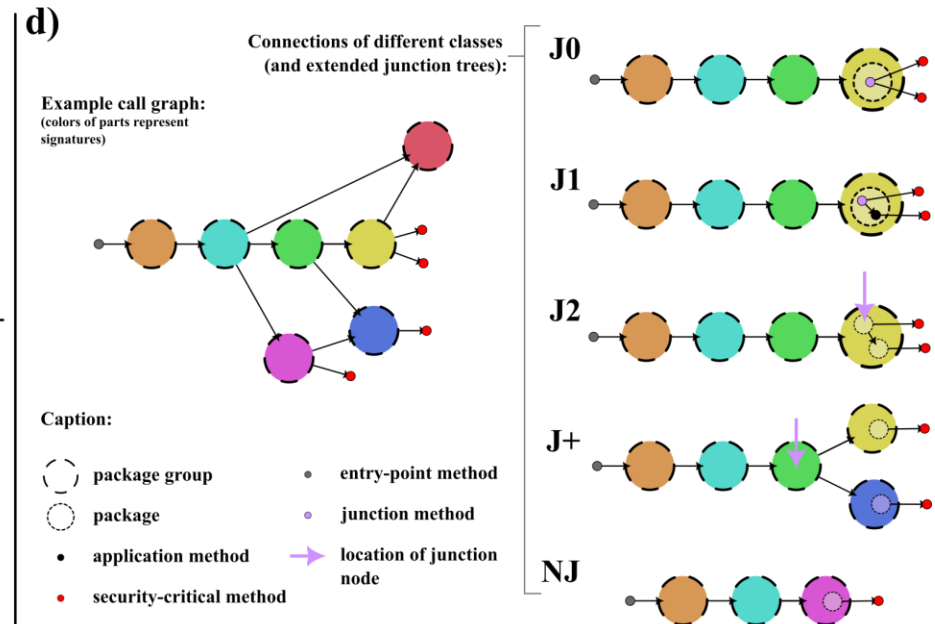 d)
Connections of different classes
(and extended junction trees):
Example call graph:
(colors of parts represent
signatures)
J0
J1
J2
J+
NJ
Caption:
package group
package
application method
security-critical method
entry-point method
junction method
location of junction
node